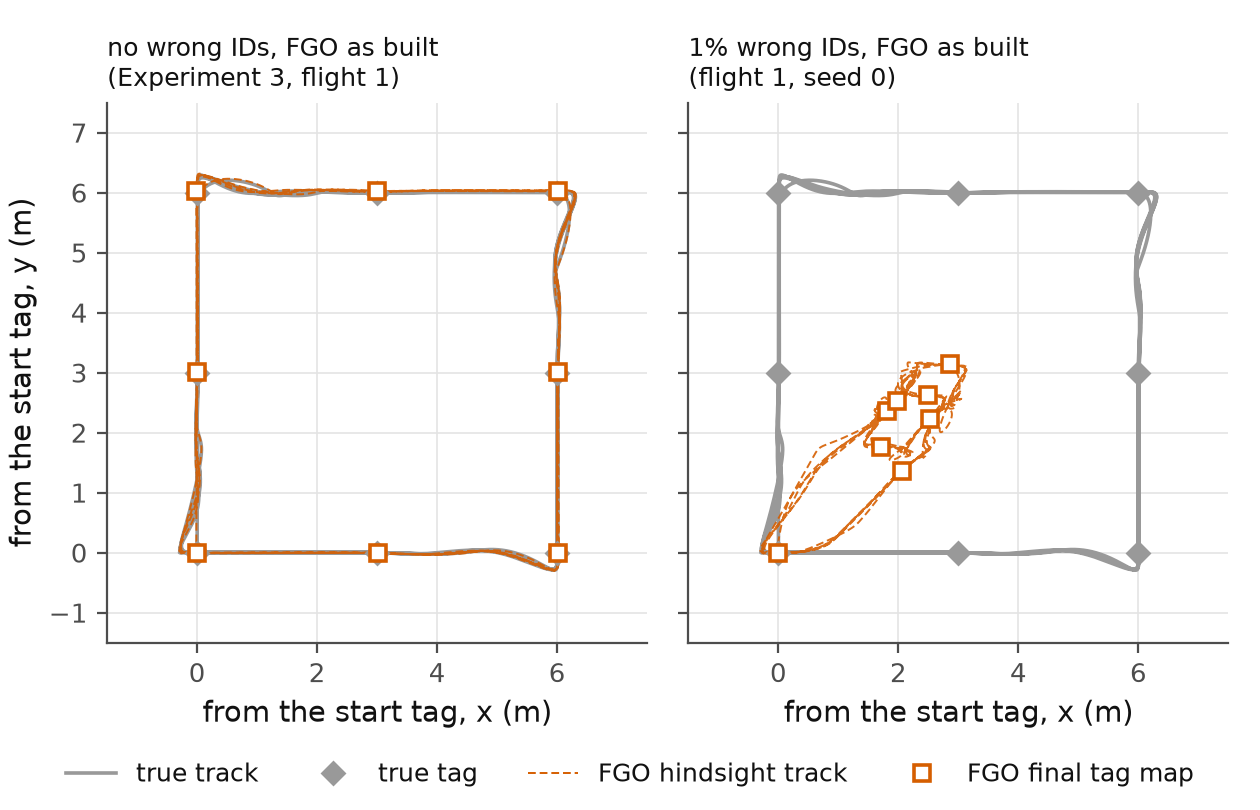 no wrong IDs, FGO as built
(Experiment 3, flight 1)
1% wrong IDs, FGO as built
(flight 1, seed 0)
from the start tag, y (m)
7
6
5
4
3
2
1
0
−1
0 2 4 6
0 2 4 6
from the start tag, x (m)
from the start tag, x (m)
true track
true tag
FGO hindsight track
FGO final tag map